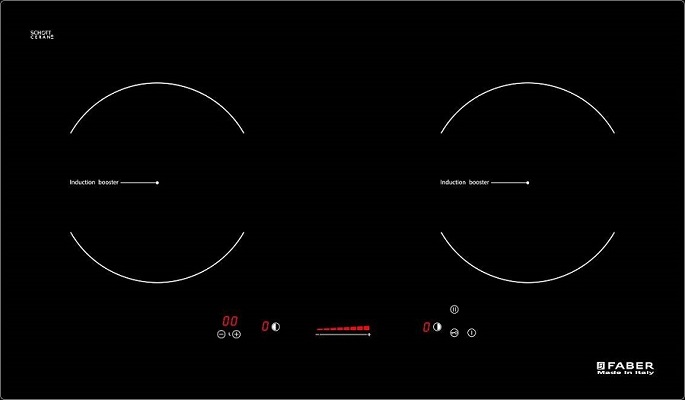 SCHOTT
CERAN®
Induction booster
Induction booster
00
0
0
FABER
Made in Italy